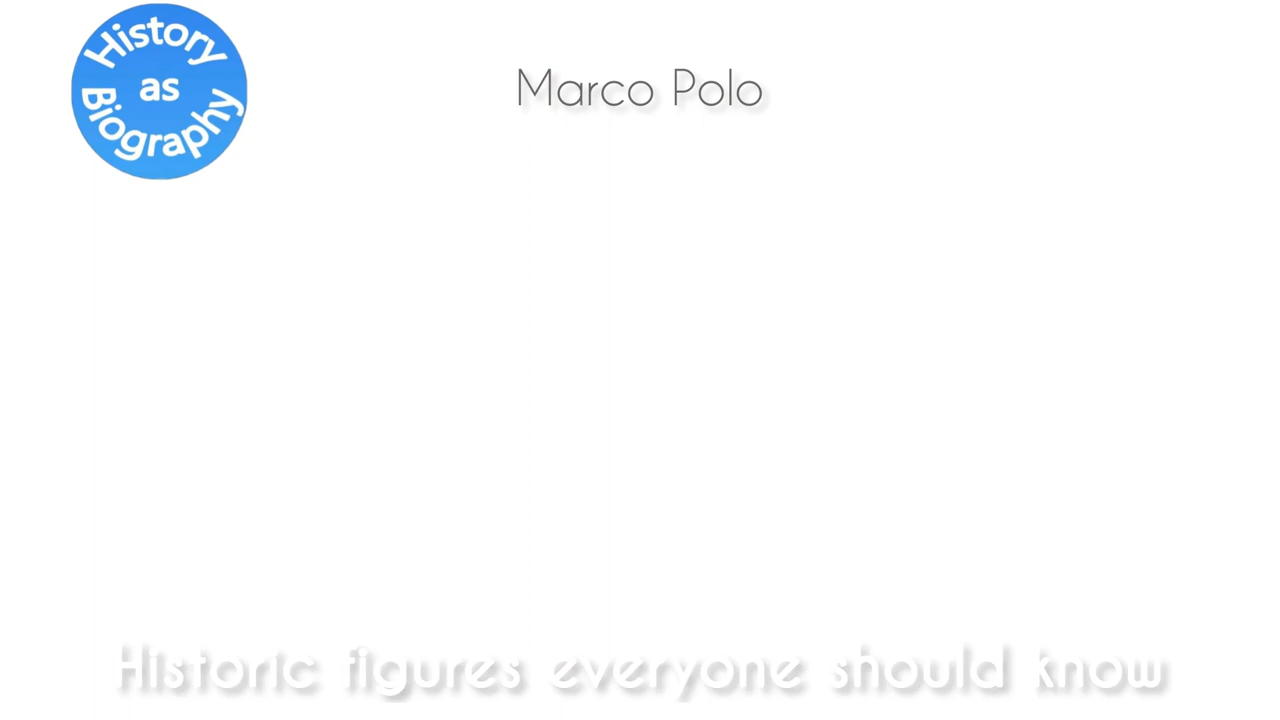 History
as
Biography
Marco Polo
Historic figures everyone should know